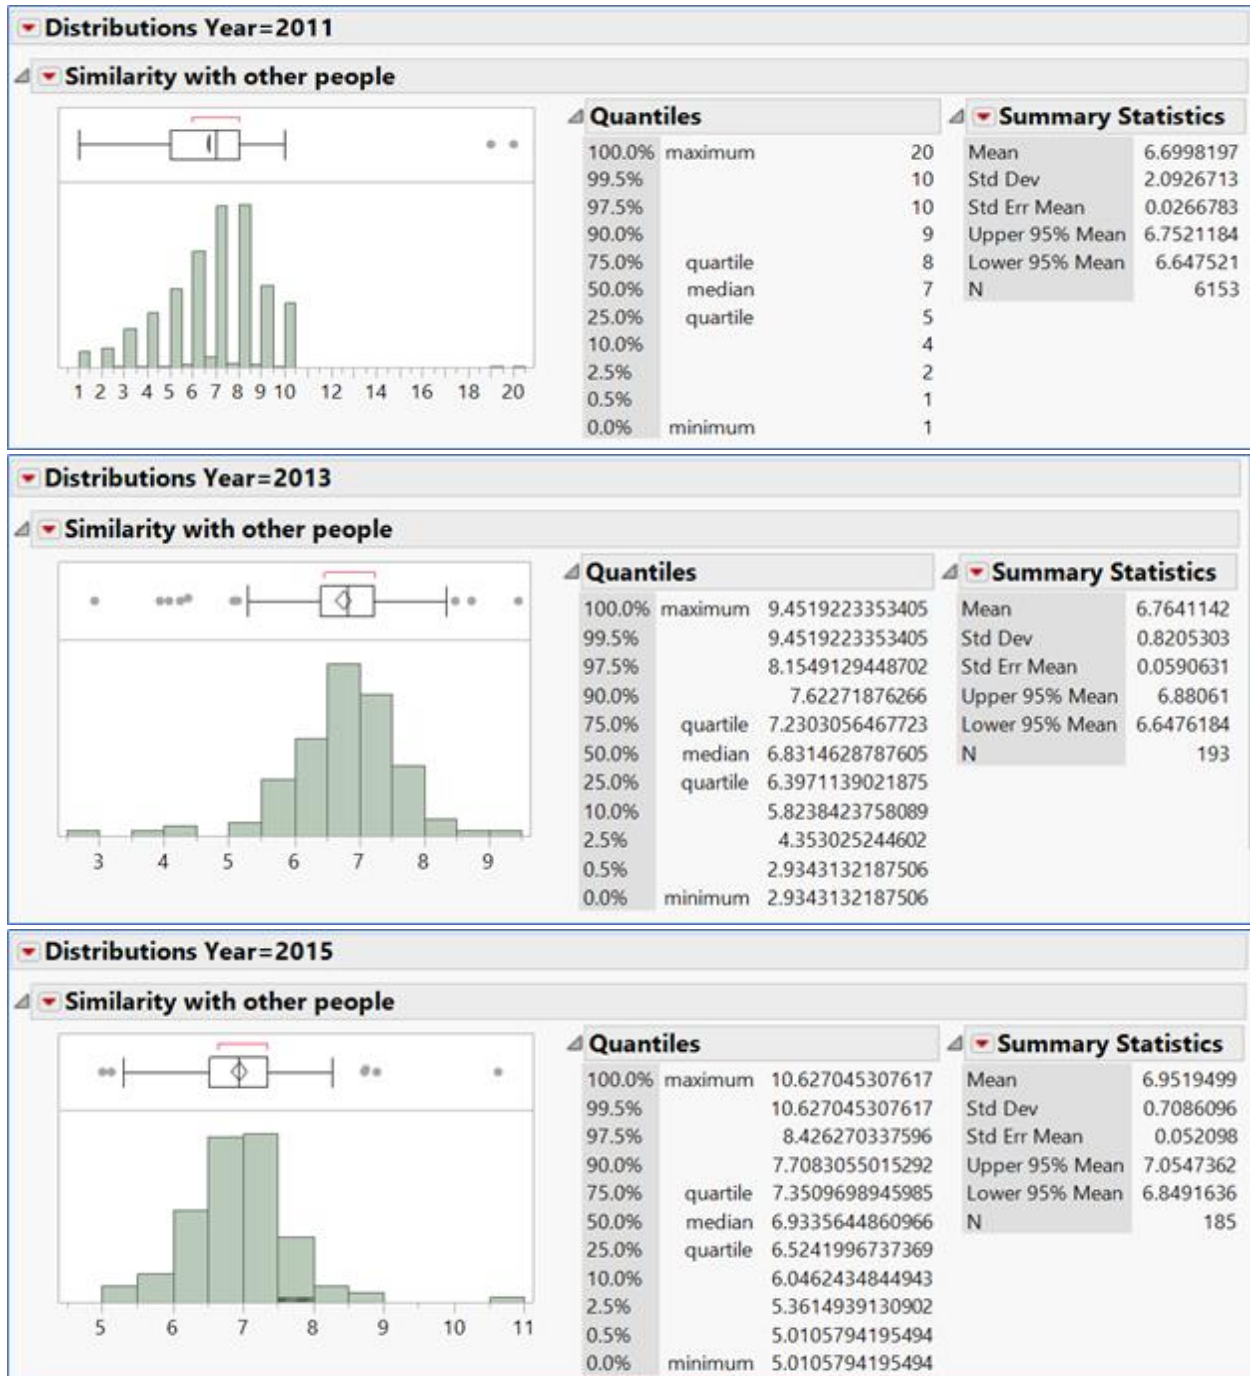 Distributions Year=2011
Similarity with other people
1 2 3 4 5 6 7 8 9 10 12 14 16 18 20
Quantiles
100.0% maximum 20
99.5% 10
97.5% 10
90.0% 9
75.0% quartile 8
50.0% median 7
25.0% quartile 5
10.0% 4
2.5% 2
0.5% 1
0.0% minimum 1
Summary Statistics
Mean 6.6998197
Std Dev 2.0926713
Std Err Mean 0.0266783
Upper 95% Mean 6.7521184
Lower 95% Mean 6.647521
N 6153
Distributions Year=2013
Similarity with other people
3 4 5 6 7 8 9
Quantiles
100.0% maximum 9.4519223353405
99.5% 9.4519223353405
97.5% 8.1549129448702
90.0% 7.62271876266
75.0% quartile 7.2303056467723
50.0% median 6.8314628787605
25.0% quartile 6.3971139021875
10.0% 5.82384237580​89
2.5% 4.353025244602
0.5% 2.9343132187506
0.0% minimum 2.9343132187506
Summary Statistics
Mean 6.7641142
Std Dev 0.8205303
Std Err Mean 0.0590631
Upper 95% Mean 6.88061
Lower 95% Mean 6.6476184
N 193
Distributions Year=2015
Similarity with other people
5 6 7 8 9 10 11
Quantiles
100.0% maximum 10.627045307617
99.5% 10.627045307617
97.5% 8.426270337596
90.0% 7.7083055015292
75.0% quartile 7.3509698945985
50.0% median 6.9335644860966
25.0% quartile 6.5241996737369
10.0% 6.0462434844943
2.5% 5.3614939130902
0.5% 5.0105794195494
0.0% minimum 5.0105794195494
Summary Statistics
Mean 6.9519499
Std Dev 0.7086096
Std Err Mean 0.052098
Upper 95% Mean 7.0547362
Lower 95% Mean 6.8491636
N 185